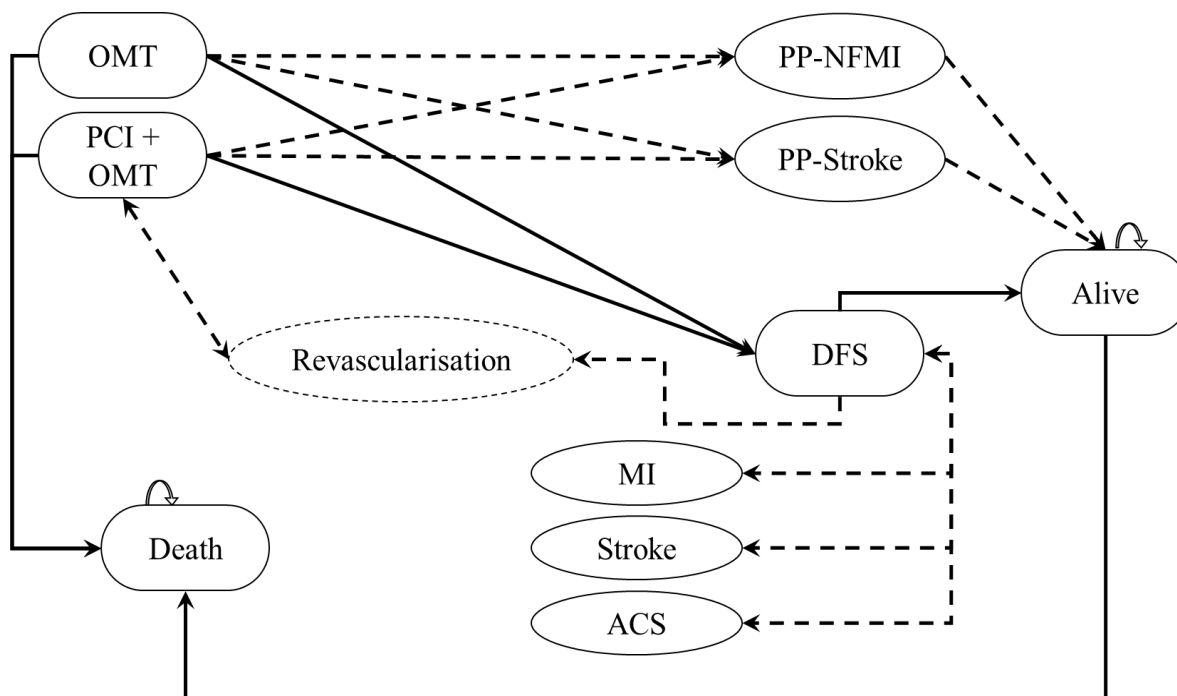 OMT
PP-NFMI
PCI +
OMT
PP-Stroke
Alive
Revascularisation
DFS
MI
Death
Stroke
ACS